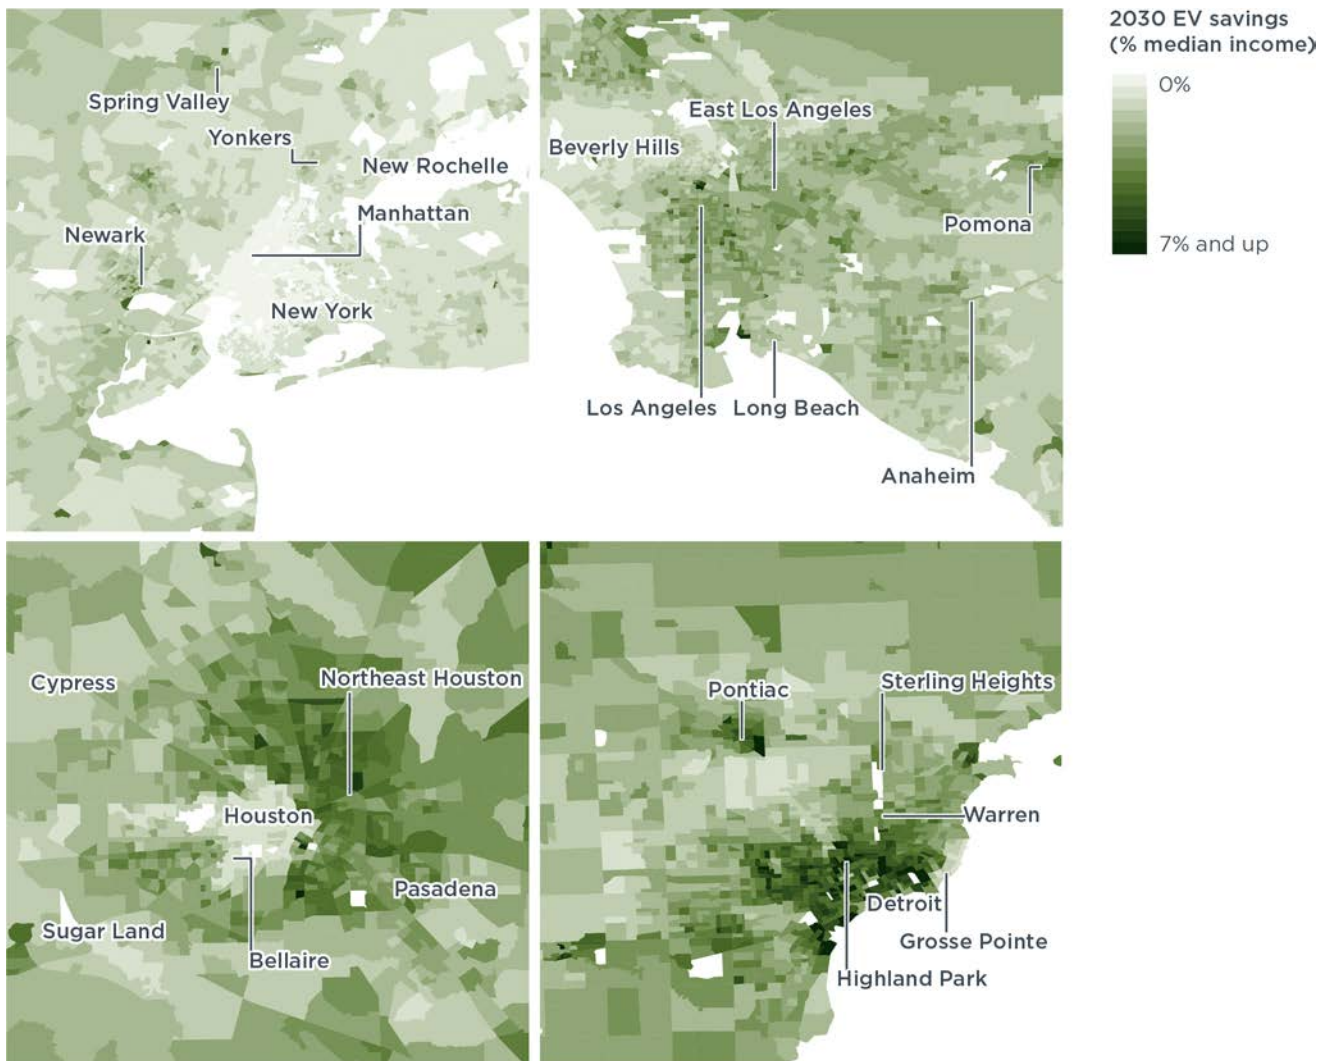 2030 EV savings
(% median income)
0%
7% and up
Spring Valley
Yonkers
New Rochelle
Manhattan
Newark
New York
East Los Angeles
Beverly Hills
Pomona
Los Angeles
Long Beach
Anaheim
Cypress
Northeast Houston
Houston
Pasadena
Sugar Land
Bellaire
Pontiac
Sterling Heights
Warren
Detroit
Grosse Pointe
Highland Park